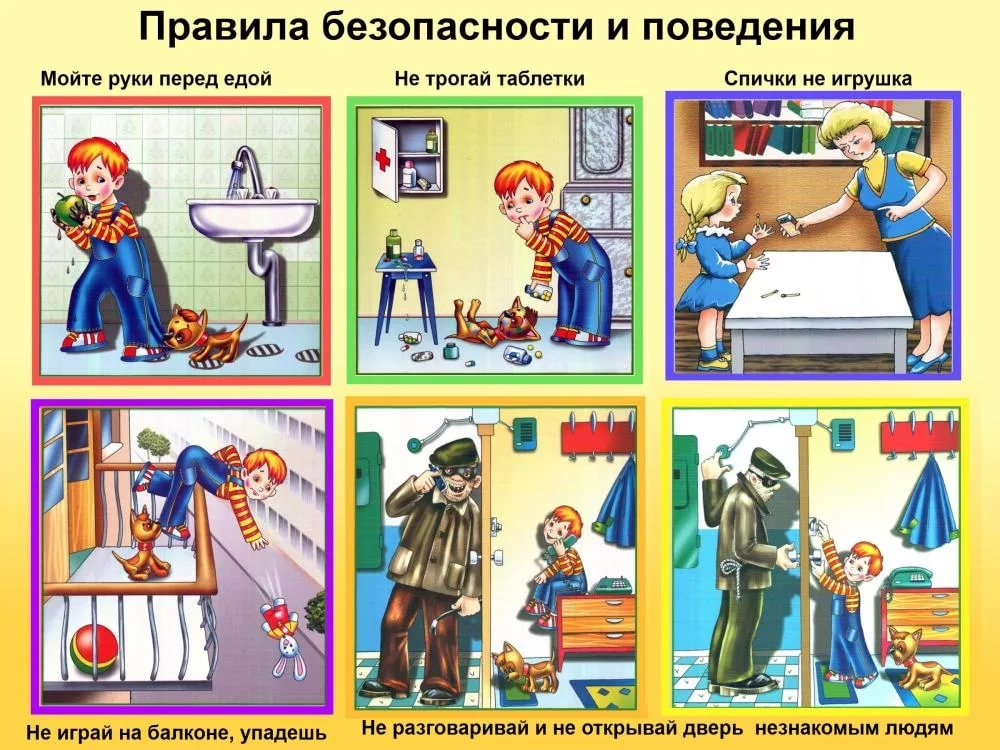 Правила безопасности и поведения
Мойте руки перед едой
Не трогай таблетки
Спички не игрушка
Не играй на балконе, упадешь
Не разговаривай и не открывай дверь незнакомым людям